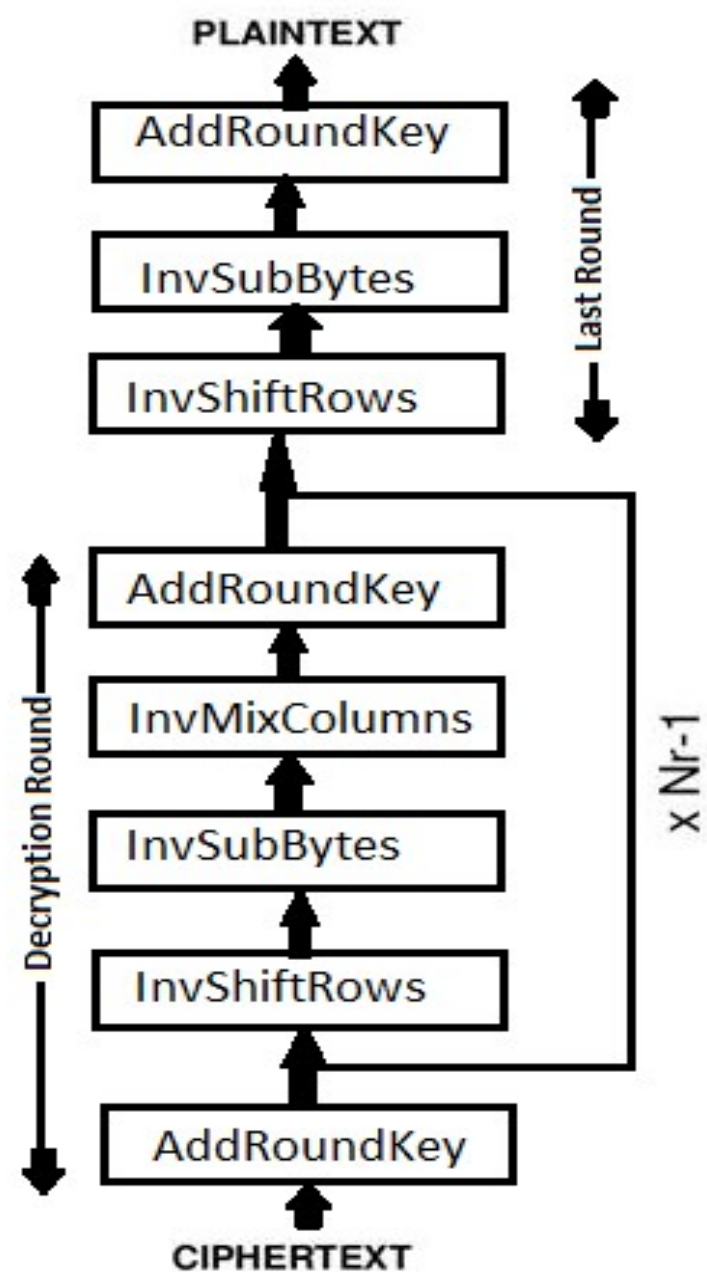 PLAINTEXT
AddRoundKey
InvSubBytes
InvShiftRows
Last Round
AddRoundKey
InvMixColumns
InvSubBytes
InvShiftRows
Decryption Round
x Nr-1
AddRoundKey
CIPHERTEXT